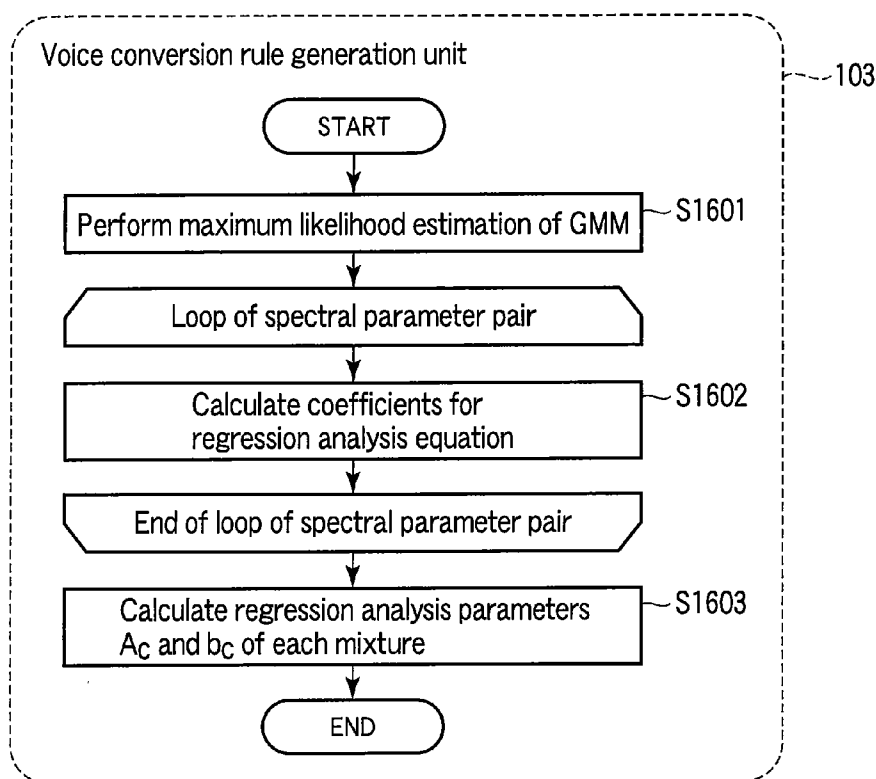 Voice conversion rule generation unit
103
START
Perform maximum likelihood estimation of GMM
S1601
Loop of spectral parameter pair
Calculate coefficients for
regression analysis equation
S1602
End of loop of spectral parameter pair
Calculate regression analysis parameters
Ac and bc of each mixture
S1603
END